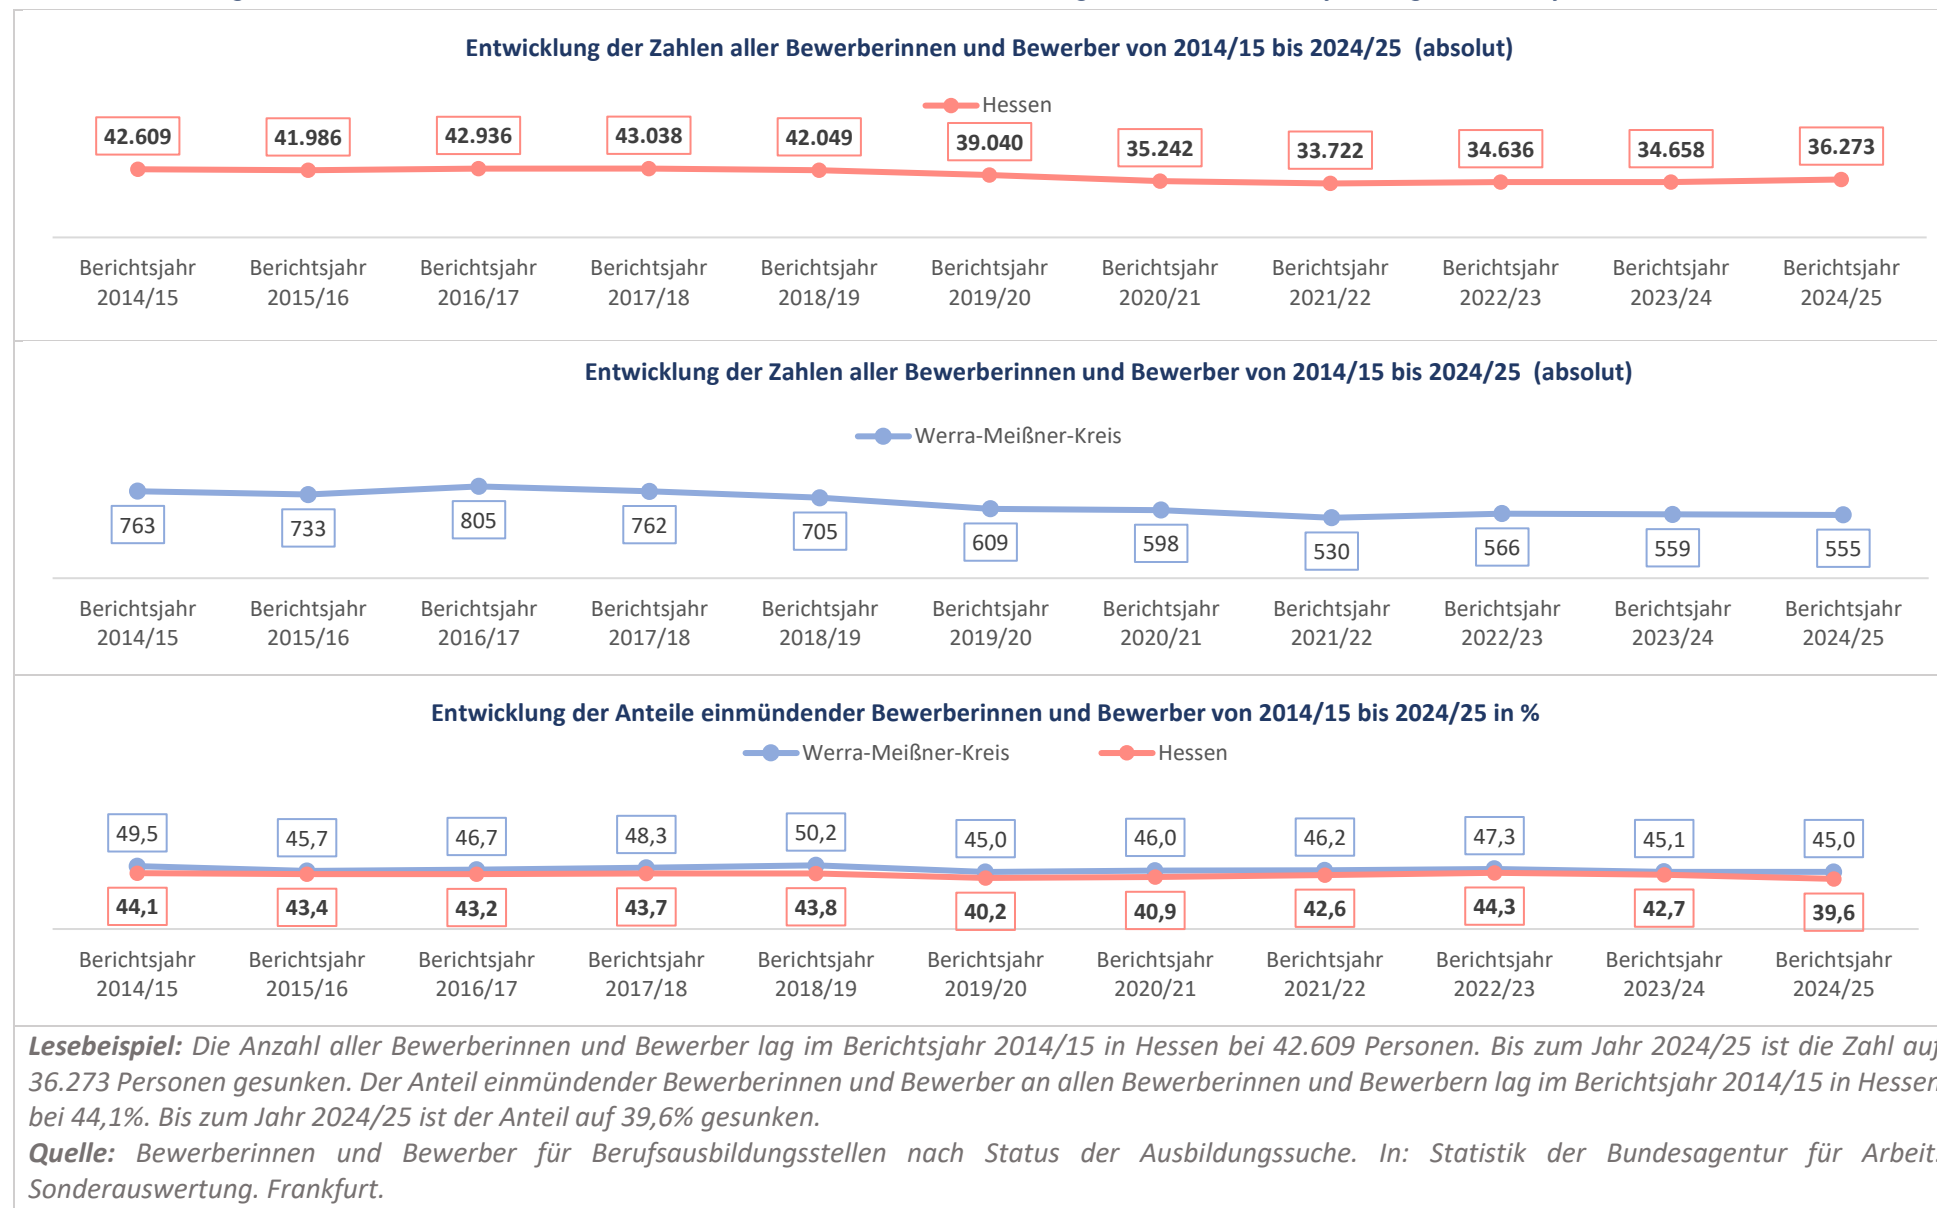 Entwicklung der Zahlen aller Bewerberinnen und Bewerber von 2014/15 bis 2024/25 (absolut)
Hessen
42.609 41.986 42.936 43.038 42.049 39.040 35.242 33.722 34.636 34.658 36.273
Berichtsjahr Berichtsjahr Berichtsjahr Berichtsjahr Berichtsjahr Berichtsjahr Berichtsjahr Berichtsjahr Berichtsjahr Berichtsjahr Berichtsjahr
2014/15 2015/16 2016/17 2017/18 2018/19 2019/20 2020/21 2021/22 2022/23 2023/24 2024/25
Entwicklung der Zahlen aller Bewerberinnen und Bewerber von 2014/15 bis 2024/25 (absolut)
Werra-Meißner-Kreis
763 733 805 762 705 609 598 530 566 559 555
Berichtsjahr Berichtsjahr Berichtsjahr Berichtsjahr Berichtsjahr Berichtsjahr Berichtsjahr Berichtsjahr Berichtsjahr Berichtsjahr Berichtsjahr
2014/15 2015/16 2016/17 2017/18 2018/19 2019/20 2020/21 2021/22 2022/23 2023/24 2024/25
Entwicklung der Anteile einmündender Bewerberinnen und Bewerber von 2014/15 bis 2024/25 in %
Werra-Meißner-Kreis Hessen
49,5 45,7 46,7 48,3 50,2 45,0 46,0 46,2 47,3 45,1 45,0
44,1 43,4 43,2 43,7 43,8 40,2 40,9 42,6 44,3 42,7 39,6
Berichtsjahr Berichtsjahr Berichtsjahr Berichtsjahr Berichtsjahr Berichtsjahr Berichtsjahr Berichtsjahr Berichtsjahr Berichtsjahr Berichtsjahr
2014/15 2015/16 2016/17 2017/18 2018/19 2019/20 2020/21 2021/22 2022/23 2023/24 2024/25
Lesebeispiel: Die Anzahl aller Bewerberinnen und Bewerber lag im Berichtsjahr 2014/15 in Hessen bei 42.609 Personen. Bis zum Jahr 2024/25 ist die Zahl auf
36.273 Personen gesunken. Der Anteil einmündender Bewerberinnen und Bewerber an allen Bewerberinnen und Bewerbern lag im Berichtsjahr 2014/15 in Hessen
bei 44,1%. Bis zum Jahr 2024/25 ist der Anteil auf 39,6% gesunken.
Quelle: Bewerberinnen und Bewerber für Berufsausbildungsstellen nach Status der Ausbildungssuche. In: Statistik der Bundesagentur für Arbeit.
Sonderauswertung. Frankfurt.